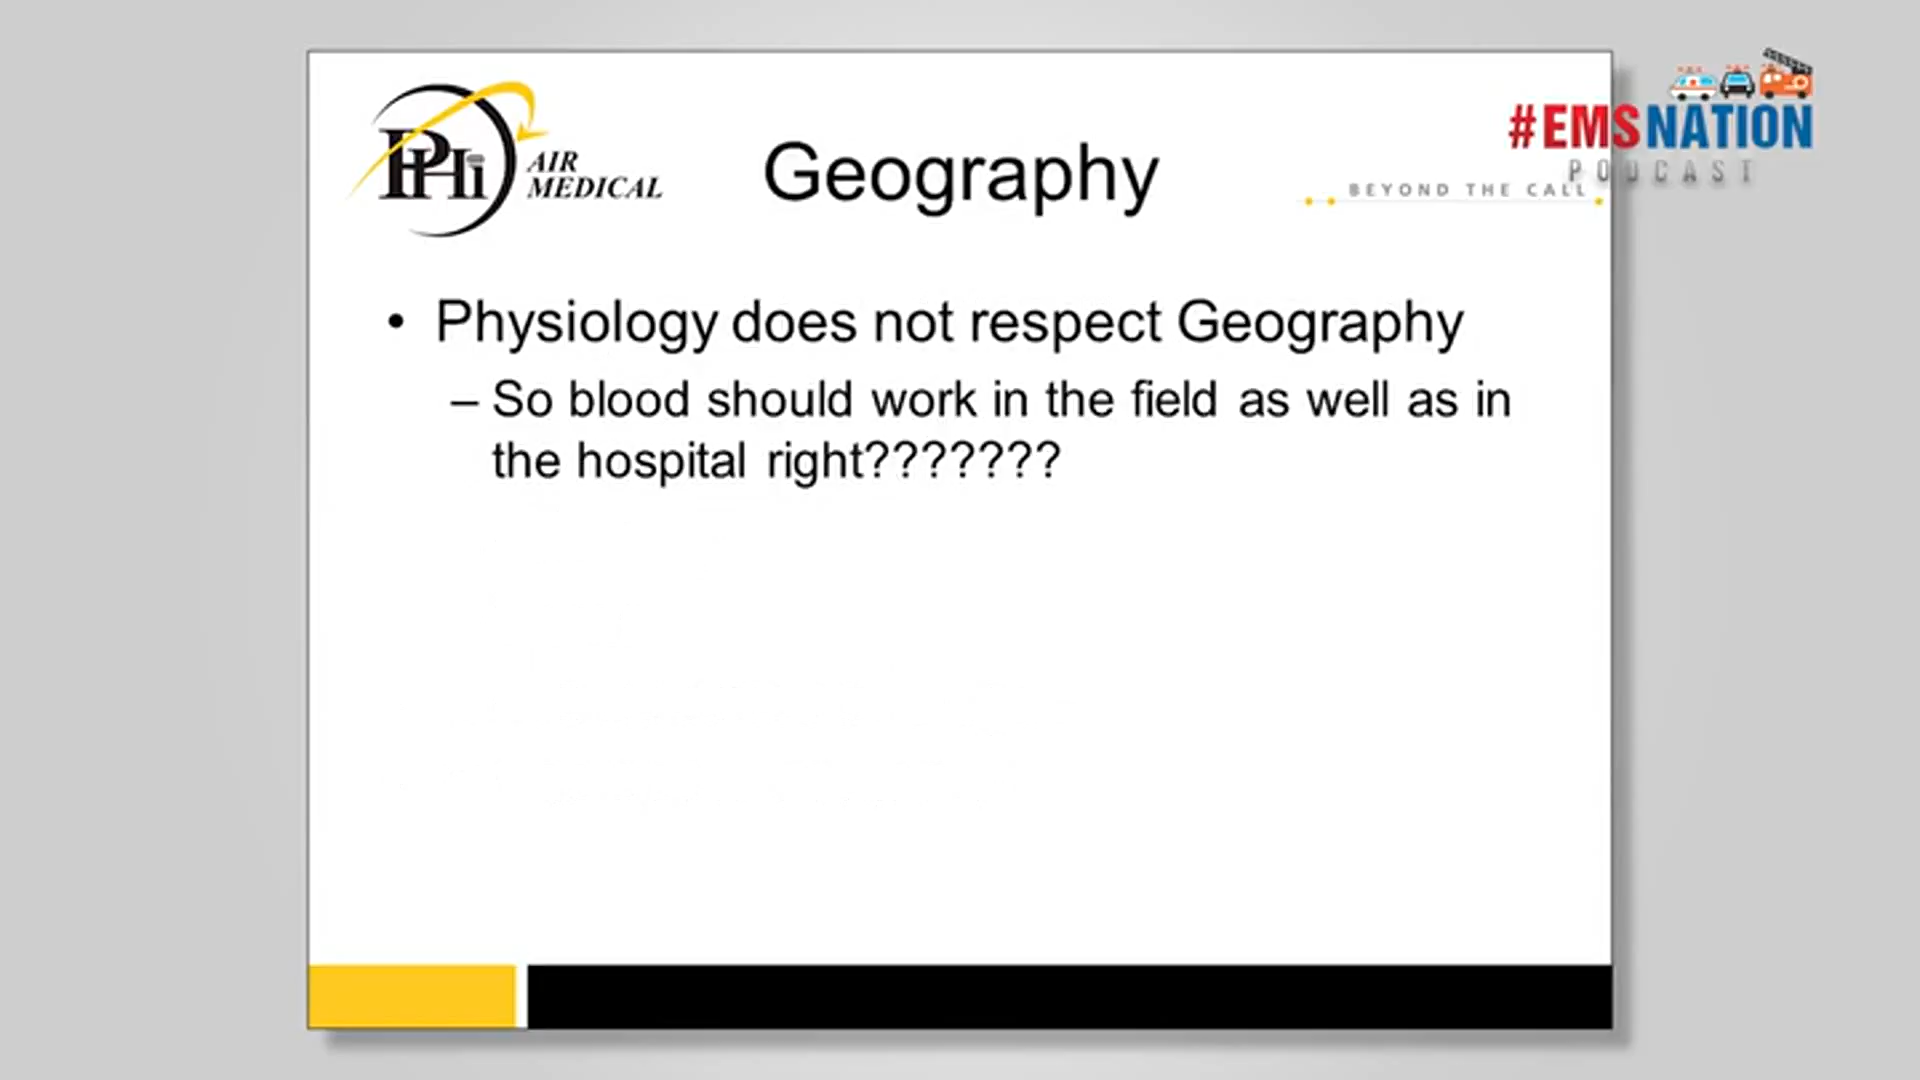 PHi AIR
MEDICAL
Geography
#EMSNATION
PODCAST
BEYOND THE CALL
• Physiology does not respect Geography
– So blood should work in the field as well as in
the hospital right???????